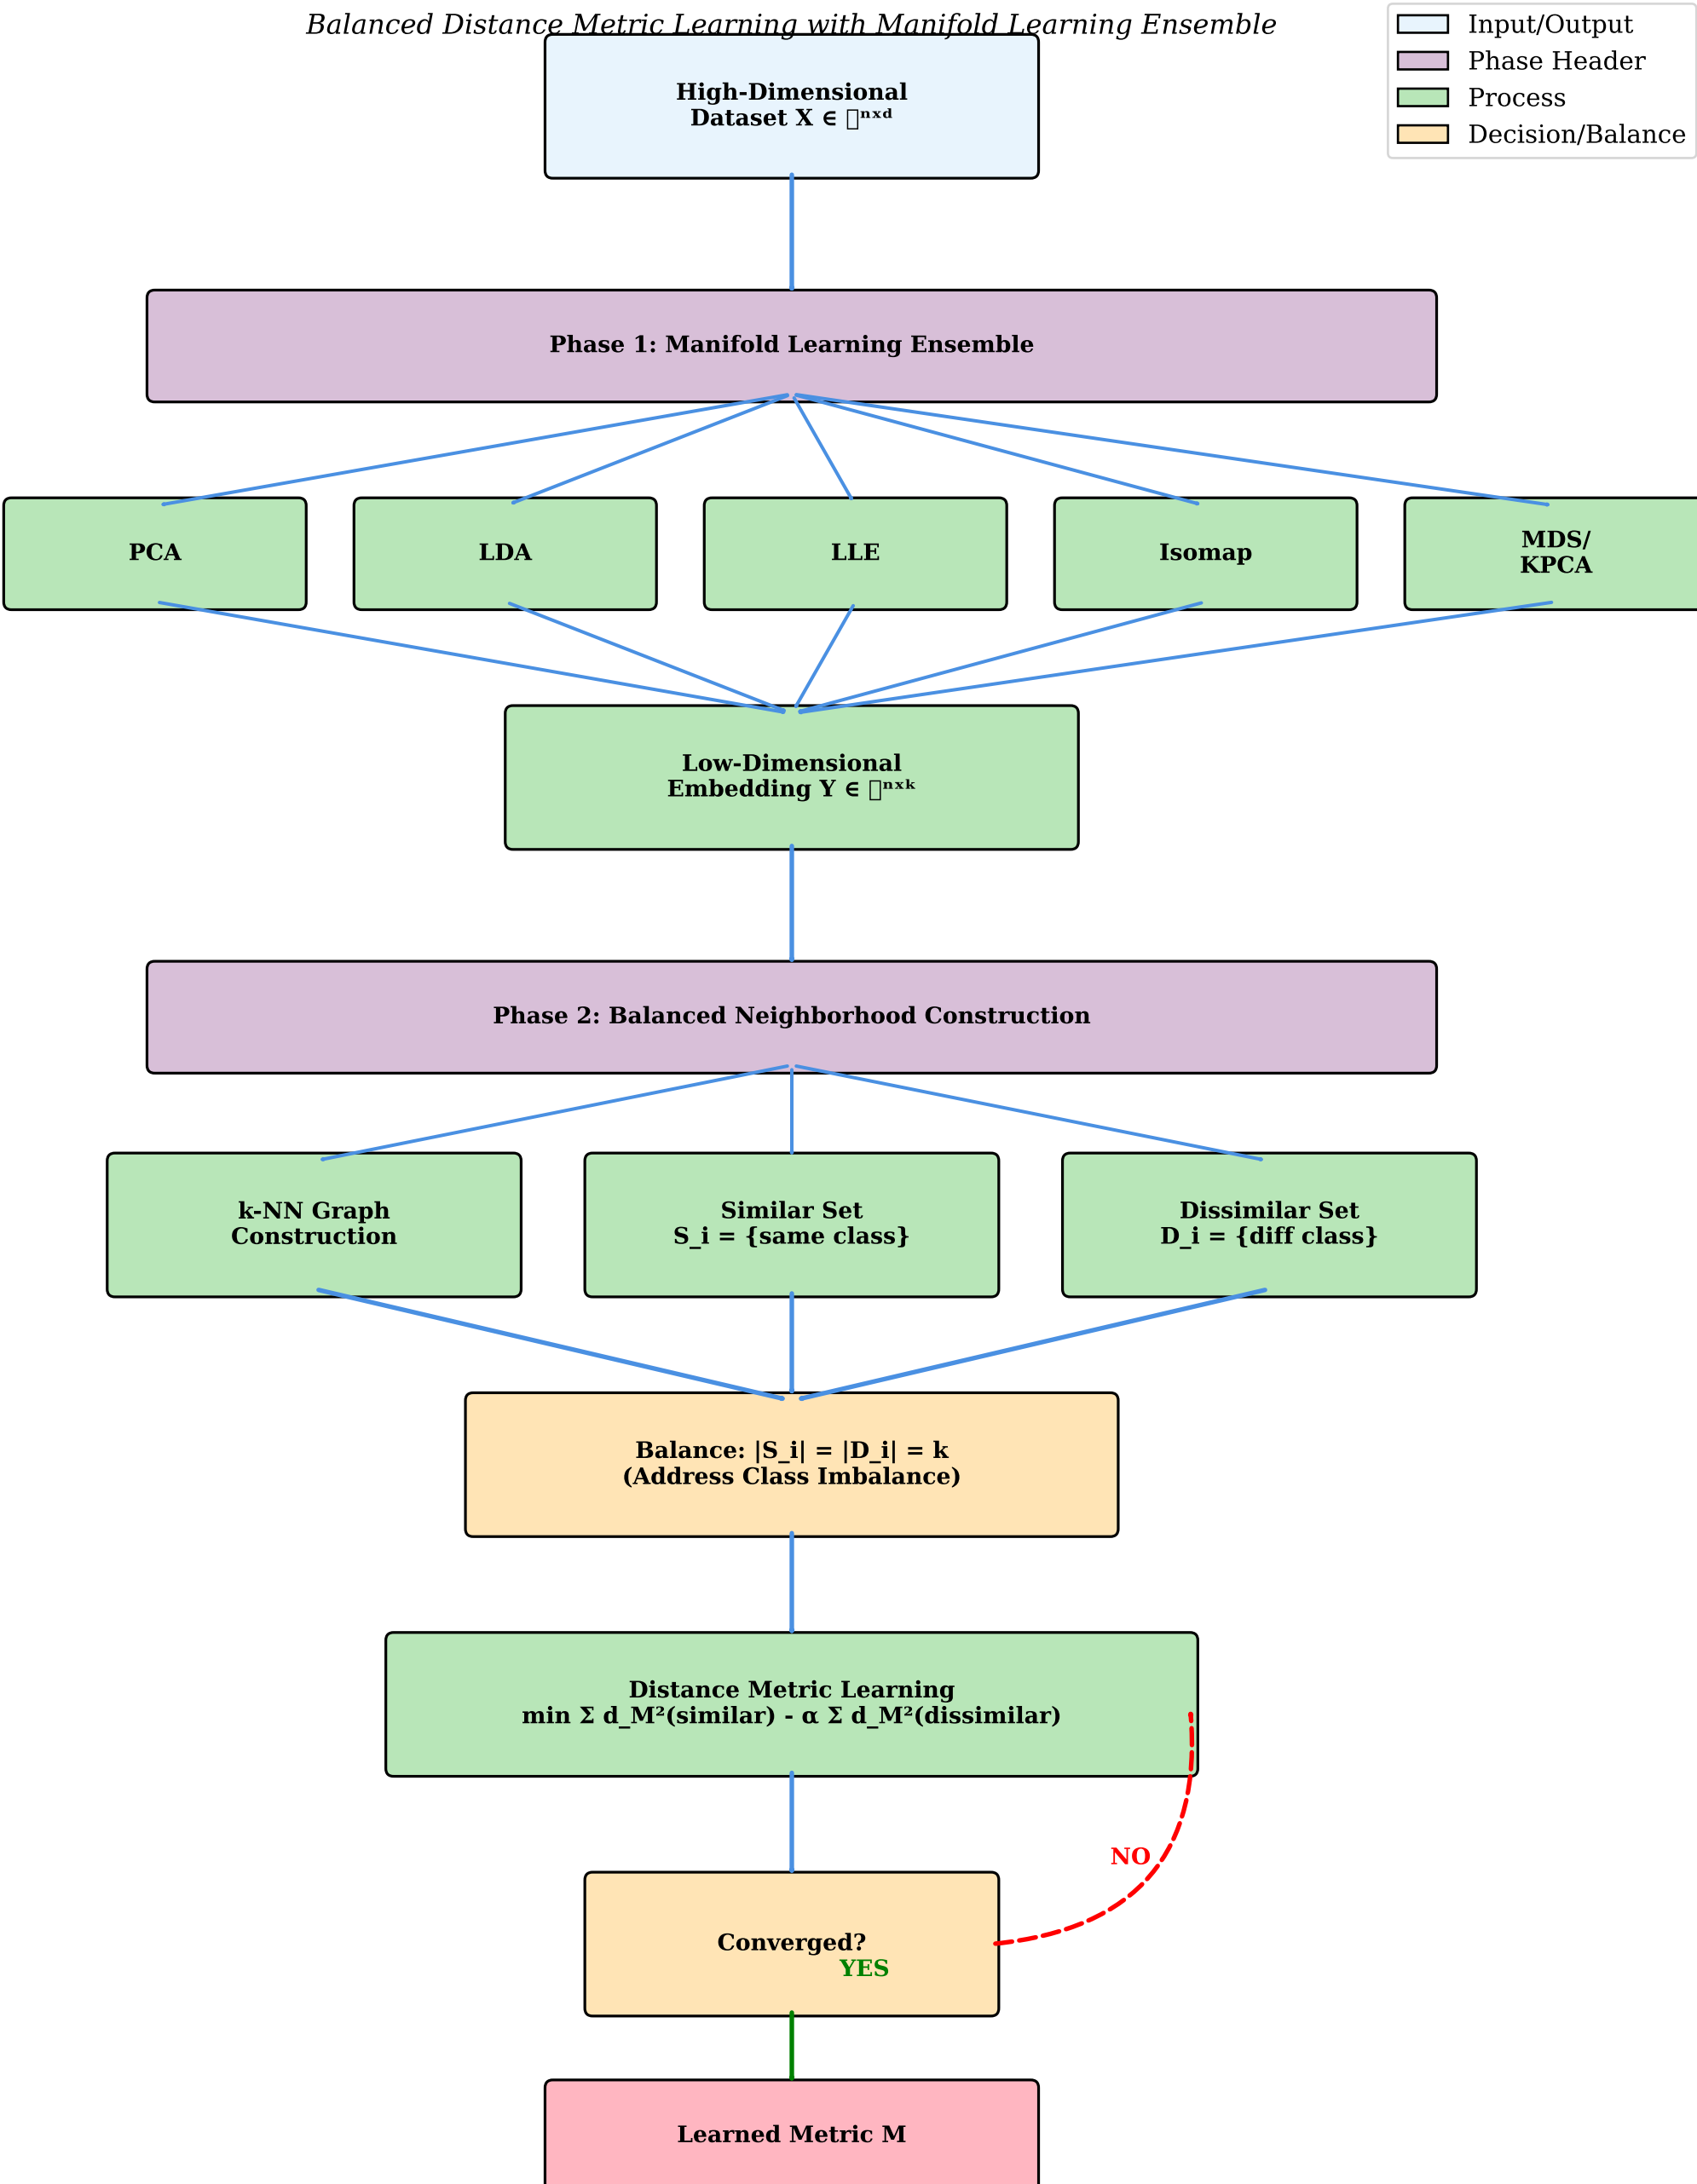 Balanced Distance Metric Learning with Manifold Learning Ensemble
Input/Output
Phase Header
Process
Decision/Balance
High-Dimensional
Dataset X ∈ ▯ⁿˣᵈ
Phase 1: Manifold Learning Ensemble
PCA
LDA
LLE
Isomap
MDS/
KPCA
Low-Dimensional
Embedding Y ∈ ▯ⁿˣᵏ
Phase 2: Balanced Neighborhood Construction
k-NN Graph
Construction
Similar Set
S_i = {same class}
Dissimilar Set
D_i = {diff class}
Balance: |S_i| = |D_i| = k
(Address Class Imbalance)
Distance Metric Learning
min Σ d_M²(similar) - α Σ d_M²(dissimilar)
NO
Converged?
YES
Learned Metric M